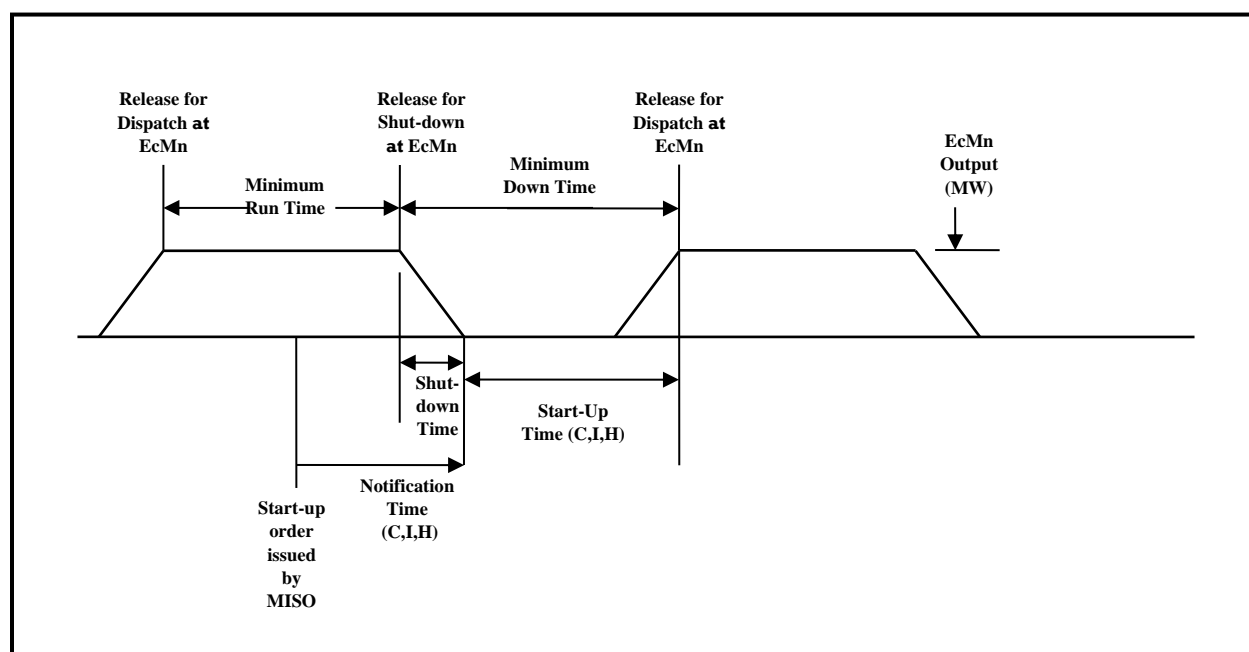 Release for
Dispatch at
EcMn
Release for
Shut-down
at EcMn
Release for
Dispatch at
EcMn
EcMn
Output
(MW)
Minimum
Run Time
Minimum
Down Time
Shut-
down
Time
Start-Up
Time (C,I,H)
Notification
Time
(C,I,H)
Start-up
order
issued
by
MISO